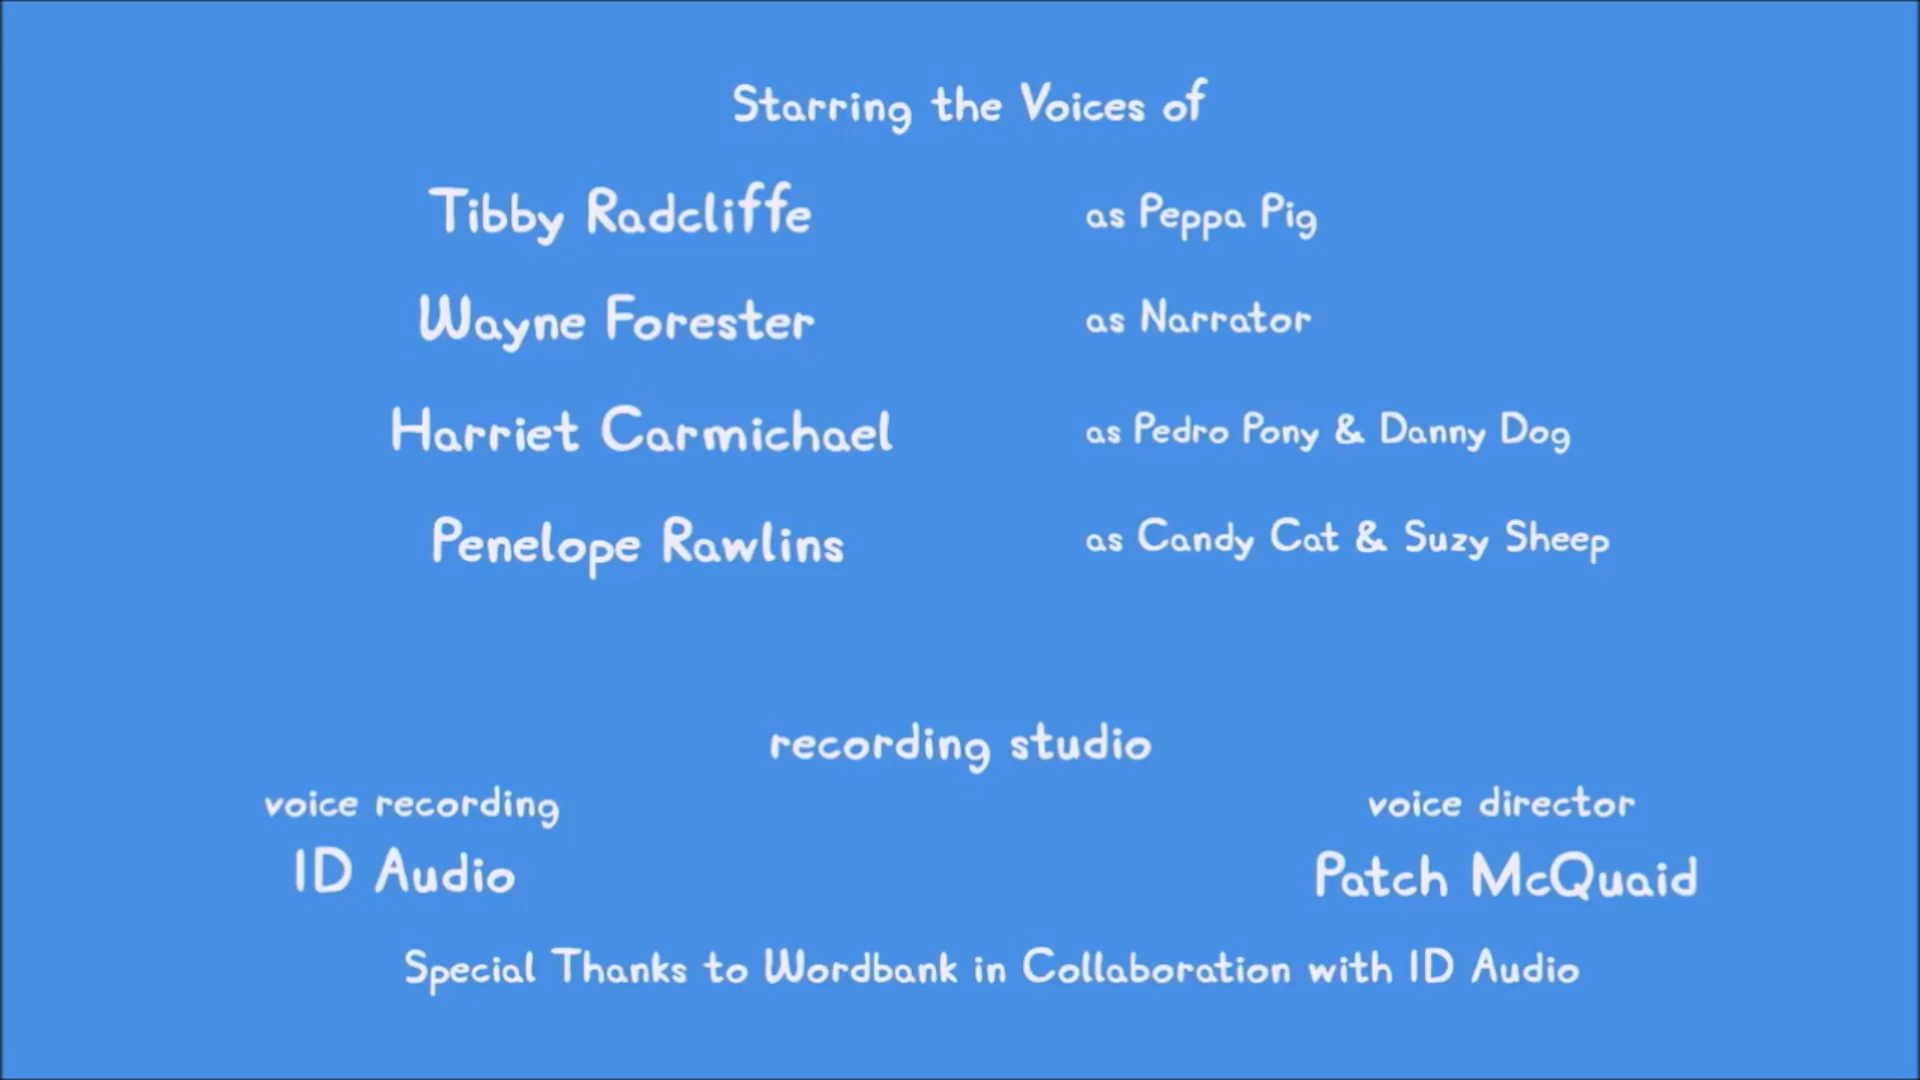 Starring the Voices of
Tibby Radcliffe as Peppa Pig
Wayne Forester as Narrator
Harriet Carmichael as Pedro Pony & Danny Dog
Penelope Rawlins as Candy Cat & Suzy Sheep
recording studio
voice recording voice director
ID Audio Patch McQuaid
Special Thanks to Wordbank in Collaboration with ID Audio